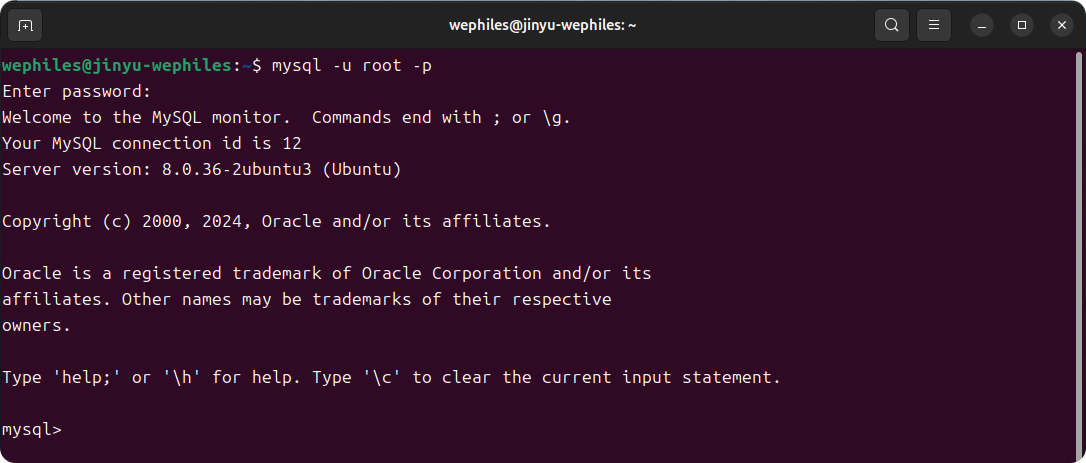 wephiles@jinyu-wephiles: ~
wephiles@jinyu-wephiles:~$ mysql -u root -p
Enter password:
Welcome to the MySQL monitor.  Commands end with ; or \g.
Your MySQL connection id is 12
Server version: 8.0.36-2ubuntu3 (Ubuntu)

Copyright (c) 2000, 2024, Oracle and/or its affiliates.

Oracle is a registered trademark of Oracle Corporation and/or its
affiliates. Other names may be trademarks of their respective
owners.

Type 'help;' or '\h' for help. Type '\c' to clear the current input statement.

mysql>